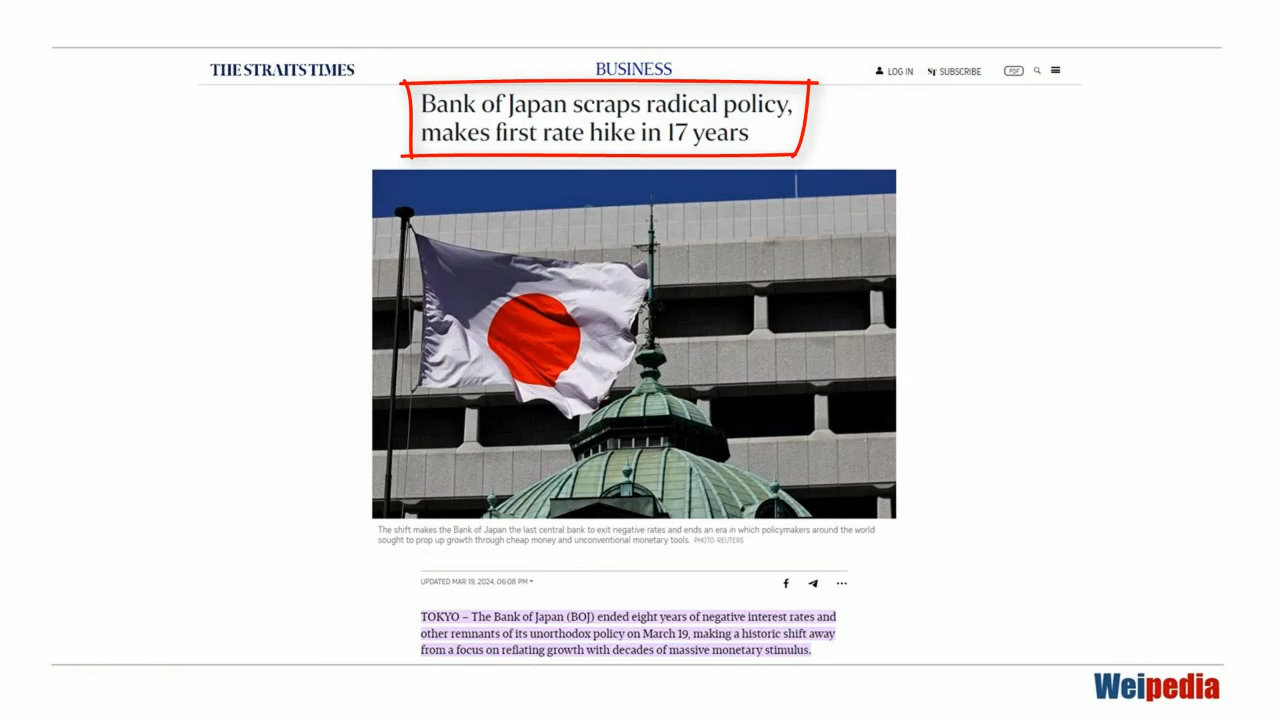 THE STRAITS TIMES
BUSINESS
LOG IN
ST SUBSCRIBE
PDF
Bank of Japan scraps radical policy,
makes first rate hike in 17 years
The shift makes the Bank of Japan the last central bank to exit negative rates and ends an era in which policymakers around the world
sought to prop up growth through cheap money and unconventional monetary tools. PHOTO: REUTERS
UPDATED MAR 19, 2024, 06:08 PM
TOKYO – The Bank of Japan (BOJ) ended eight years of negative interest rates and
other remnants of its unorthodox policy on March 19, making a historic shift away
from a focus on reflating growth with decades of massive monetary stimulus.
Weipedia